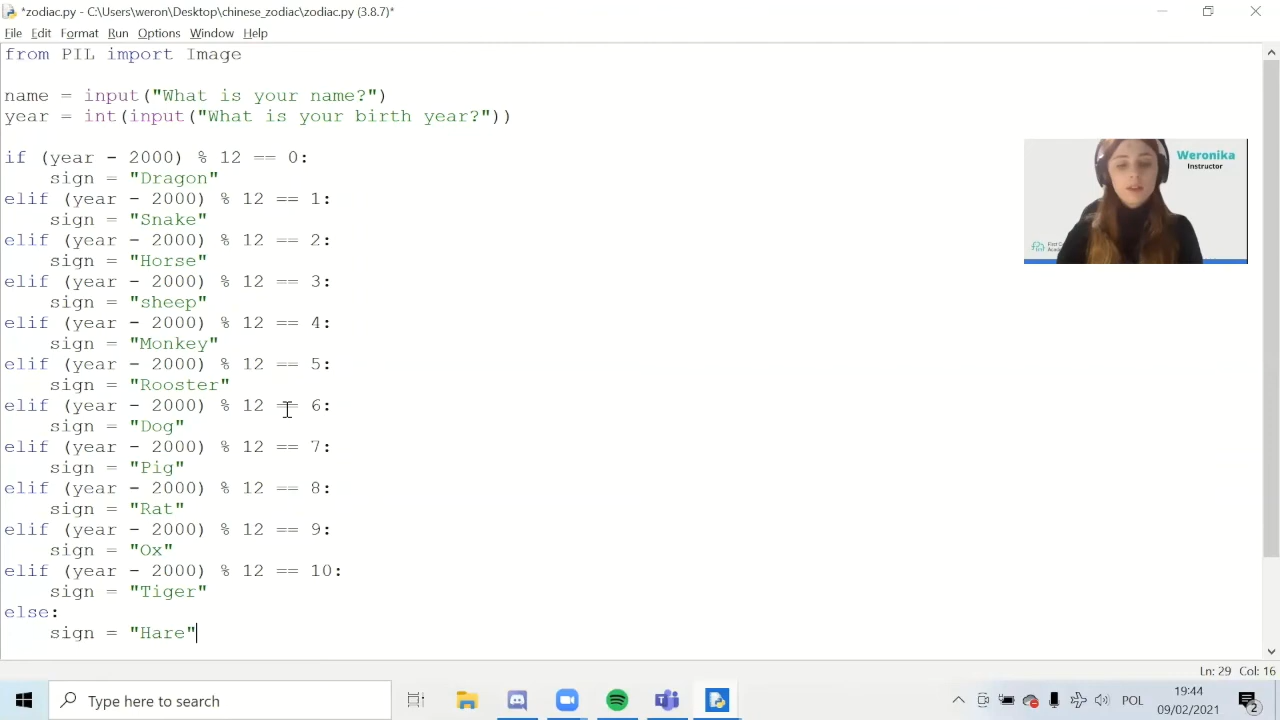 *zodiac.py - C:\Users\weron\Desktop\chinese_zodiac\zodiac.py (3.8.7)*
File Edit Format Run Options Window Help
from PIL import Image
name = input("What is your name?")
year = int(input("What is your birth year?"))
if (year - 2000) % 12 == 0:
    sign = "Dragon"
elif (year - 2000) % 12 == 1:
    sign = "Snake"
elif (year - 2000) % 12 == 2:
    sign = "Horse"
elif (year - 2000) % 12 == 3:
    sign = "sheep"
elif (year - 2000) % 12 == 4:
    sign = "Monkey"
elif (year - 2000) % 12 == 5:
    sign = "Rooster"
elif (year - 2000) % 12 == 6:
    sign = "Dog"
elif (year - 2000) % 12 == 7:
    sign = "Pig"
elif (year - 2000) % 12 == 8:
    sign = "Rat"
elif (year - 2000) % 12 == 9:
    sign = "Ox"
elif (year - 2000) % 12 == 10:
    sign = "Tiger"
else:
    sign = "Hare"
Weronika
Instructor
First
Ln: 29 Col: 16
Type here to search
POL
19:44
09/02/2021
2